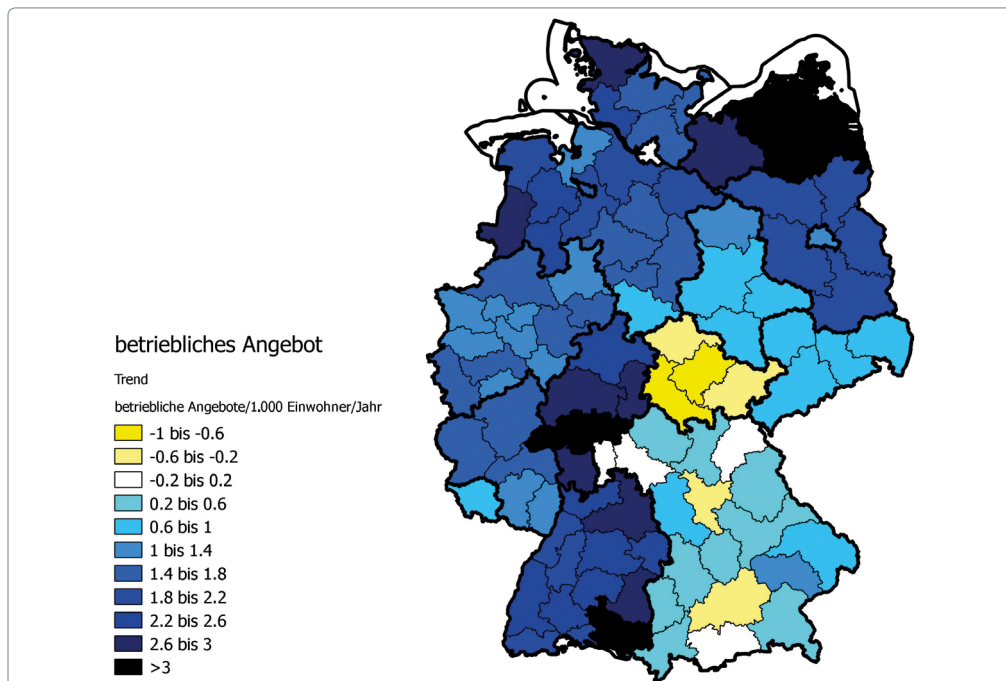 betriebliches Angebot
Trend
betriebliche Angebote/1.000 Einwohner/Jahr
-1 bis -0.6
-0.6 bis -0.2
-0.2 bis 0.2
0.2 bis 0.6
0.6 bis 1
1 bis 1.4
1.4 bis 1.8
1.8 bis 2.2
2.2 bis 2.6
2.6 bis 3
>3